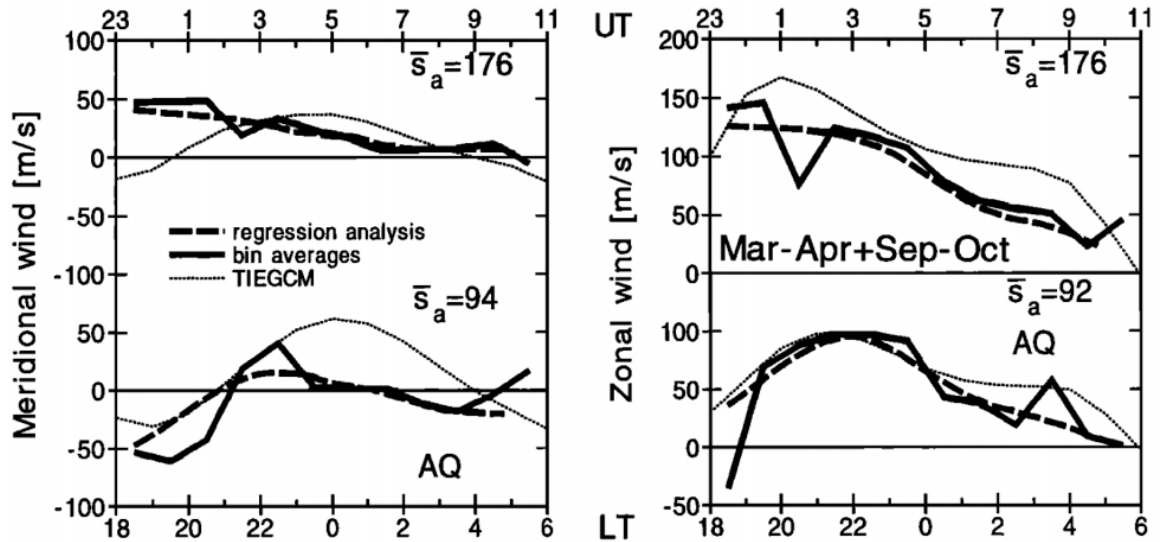 23 1 3 5 7 9 11 UT 23 1 3 5 7 9 11
100 s̄a=176 200 s̄a=176
50 150
0 100
-50 50
regression analysis
bin averages
TIEGCM
Mar-Apr+Sep-Oct
-100 0
s̄a=94 s̄a=92
50 100 AQ
0 50
-50 0
AQ
-100 -50
18 20 22 0 2 4 6 LT 18 20 22 0 2 4 6
Meridional wind [m/s]
Zonal wind [m/s]